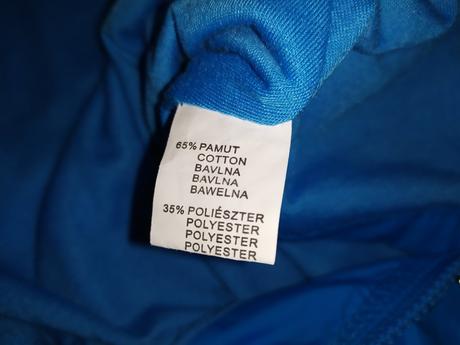 65% PAMUT
COTTON
BAVLNA
BAVLNA
BAWELNA
35% POLIÉSZTER
POLYESTER
POLYESTER
POLYESTER